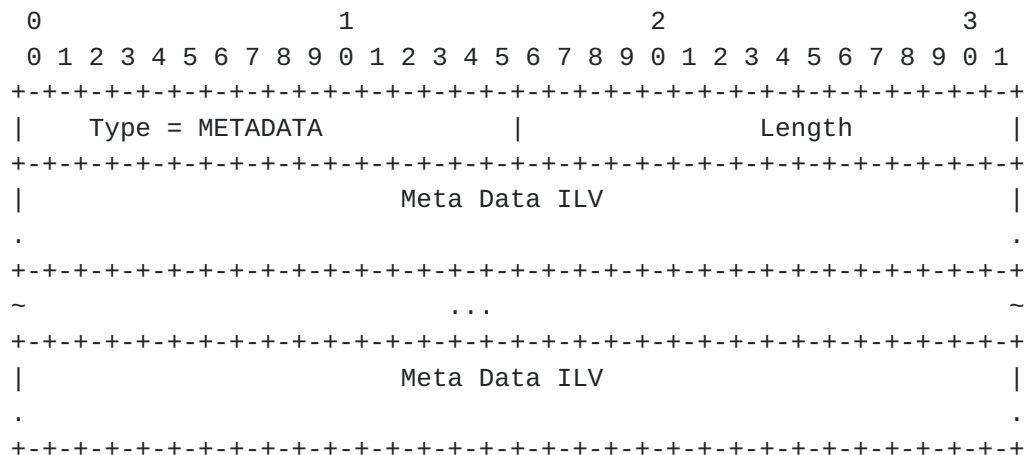 0                   1                   2                   3
 0 1 2 3 4 5 6 7 8 9 0 1 2 3 4 5 6 7 8 9 0 1 2 3 4 5 6 7 8 9 0 1
+-+-+-+-+-+-+-+-+-+-+-+-+-+-+-+-+-+-+-+-+-+-+-+-+-+-+-+-+-+-+-+-+
|    Type = METADATA            |               Length          |
+-+-+-+-+-+-+-+-+-+-+-+-+-+-+-+-+-+-+-+-+-+-+-+-+-+-+-+-+-+-+-+-+
|                        Meta Data ILV                          |
.                                                               .
+-+-+-+-+-+-+-+-+-+-+-+-+-+-+-+-+-+-+-+-+-+-+-+-+-+-+-+-+-+-+-+-+
~                           ...                                 ~
+-+-+-+-+-+-+-+-+-+-+-+-+-+-+-+-+-+-+-+-+-+-+-+-+-+-+-+-+-+-+-+-+
|                        Meta Data ILV                          |
.                                                               .
+-+-+-+-+-+-+-+-+-+-+-+-+-+-+-+-+-+-+-+-+-+-+-+-+-+-+-+-+-+-+-+-+